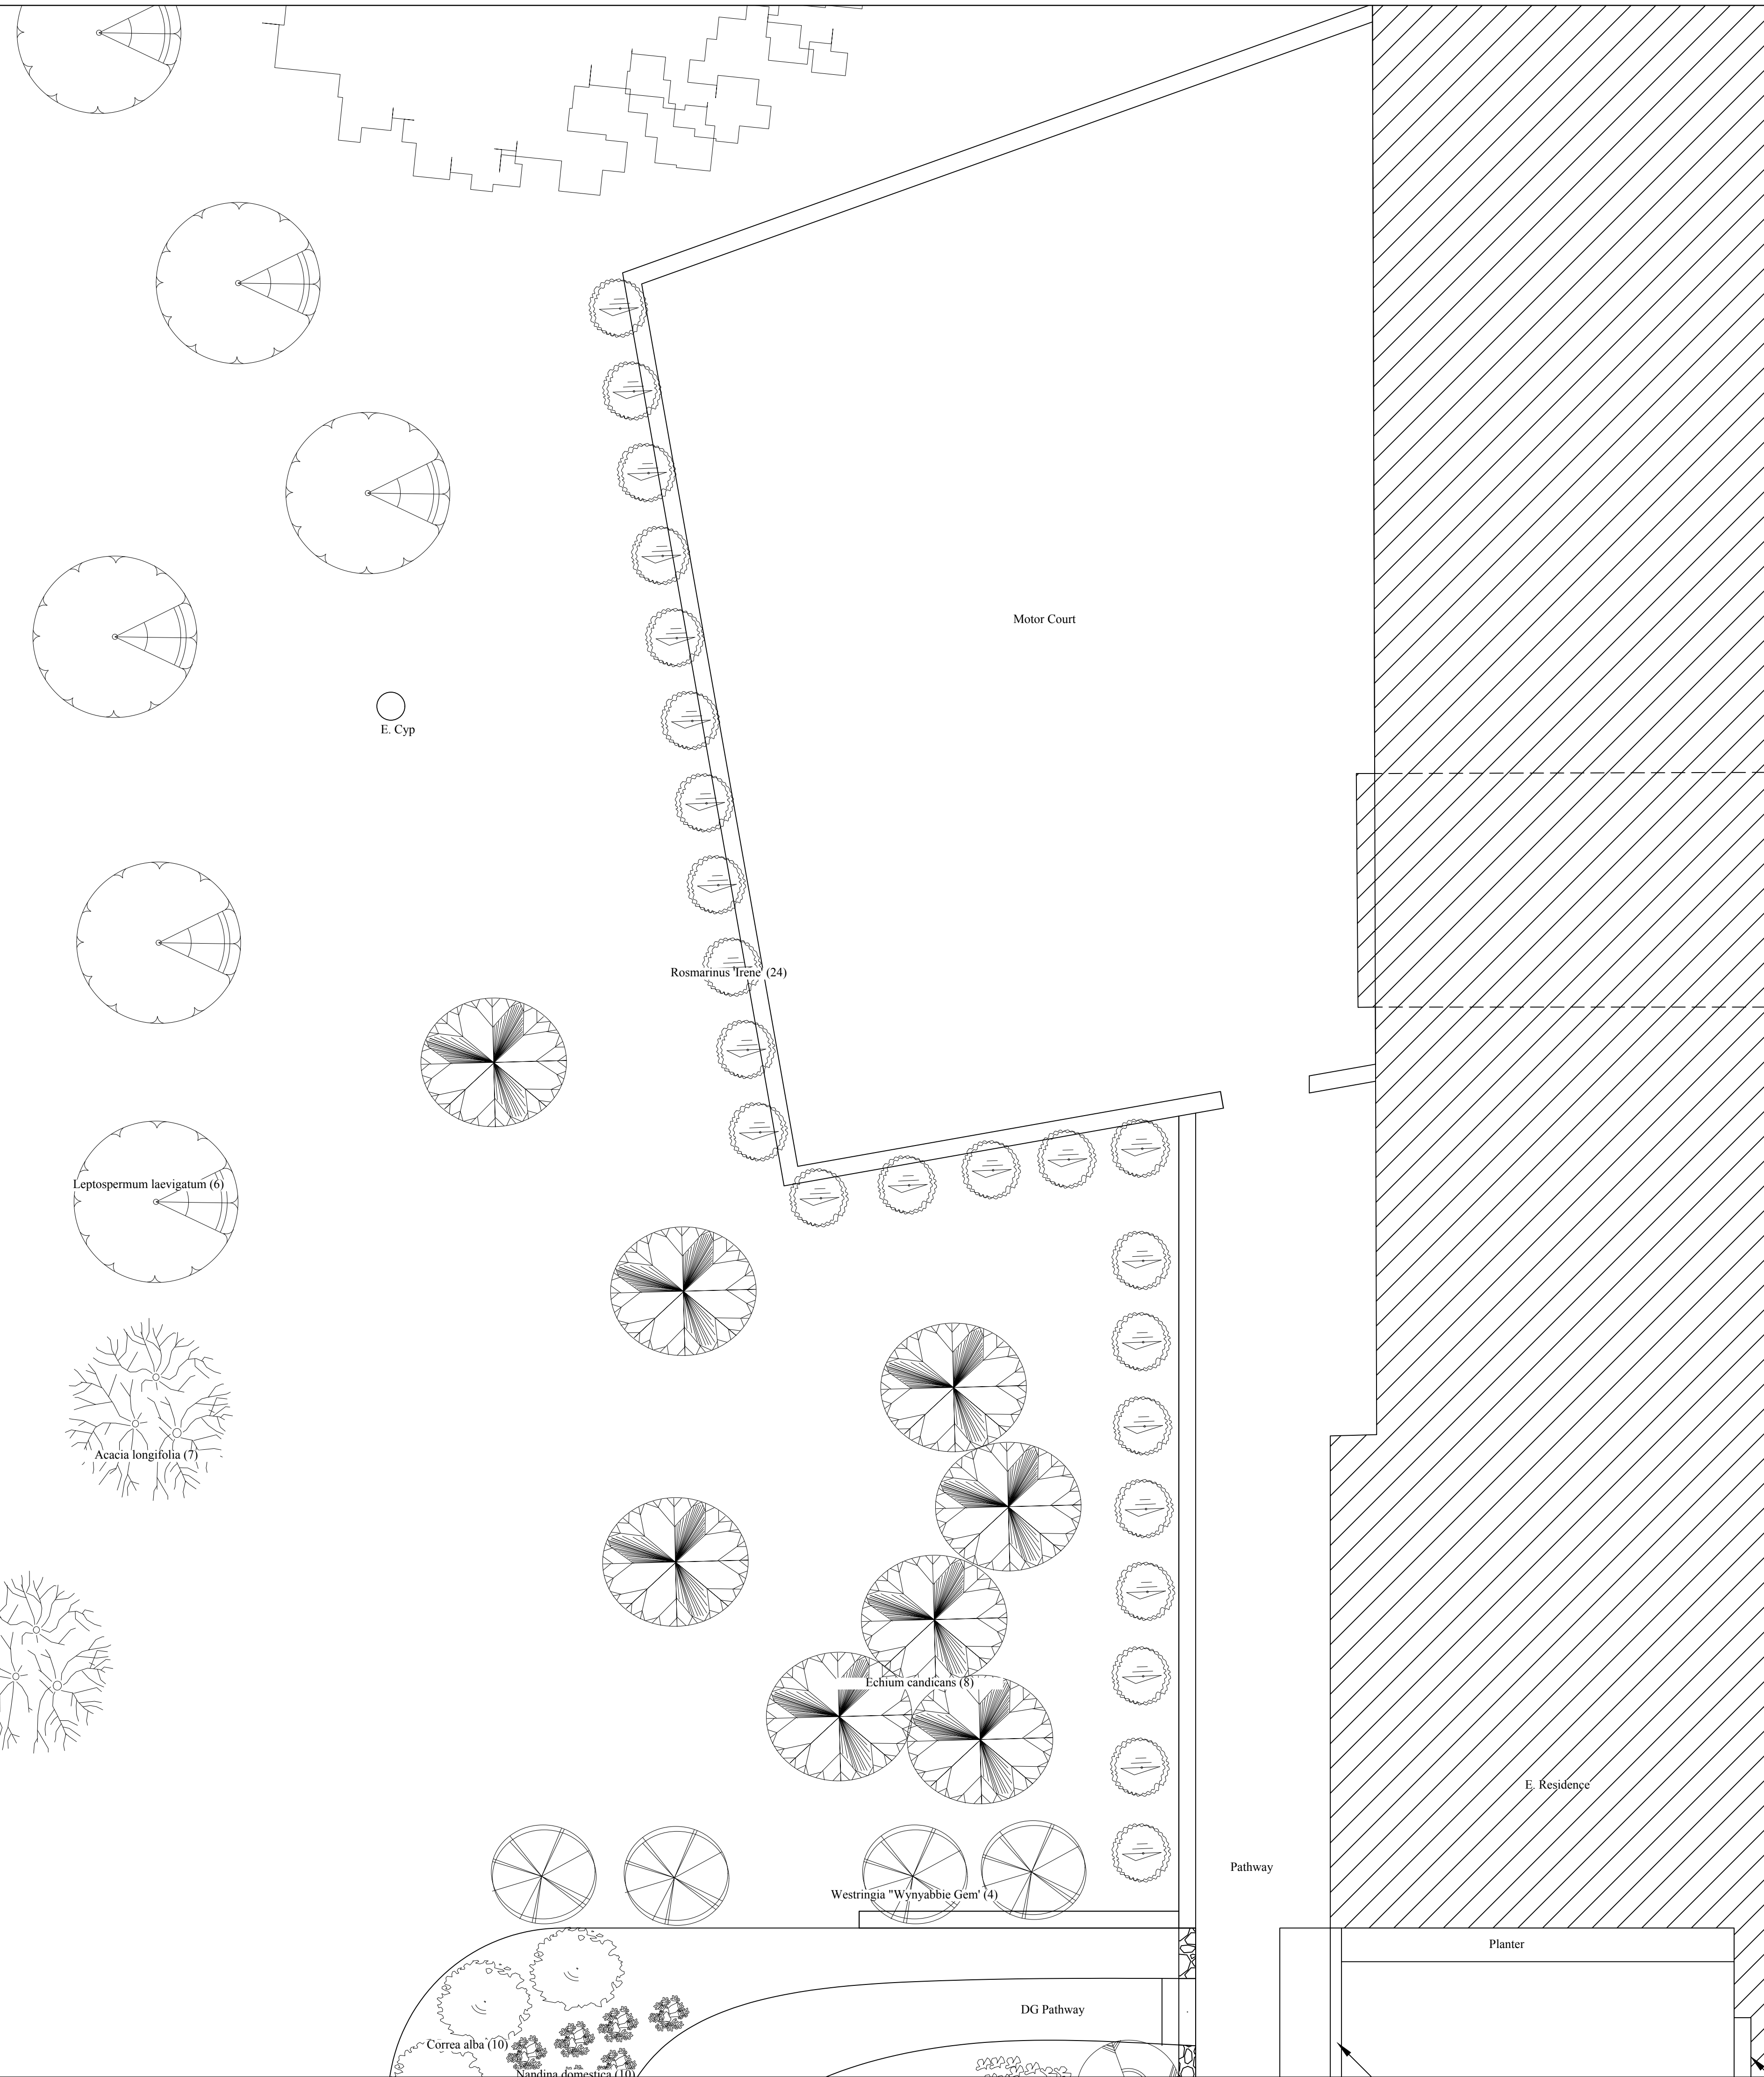 Motor Court
E. Cyp
Rosmarinus 'Irene' (24)
Leptospermum laevigatum (6)
Acacia longifolia (7)
Echium candicans (8)
E. Residence
Pathway
Westringia "Wynyabbie Gem' (4)
Planter
DG Pathway
Correa alba (10)
Nandina domestica (10)